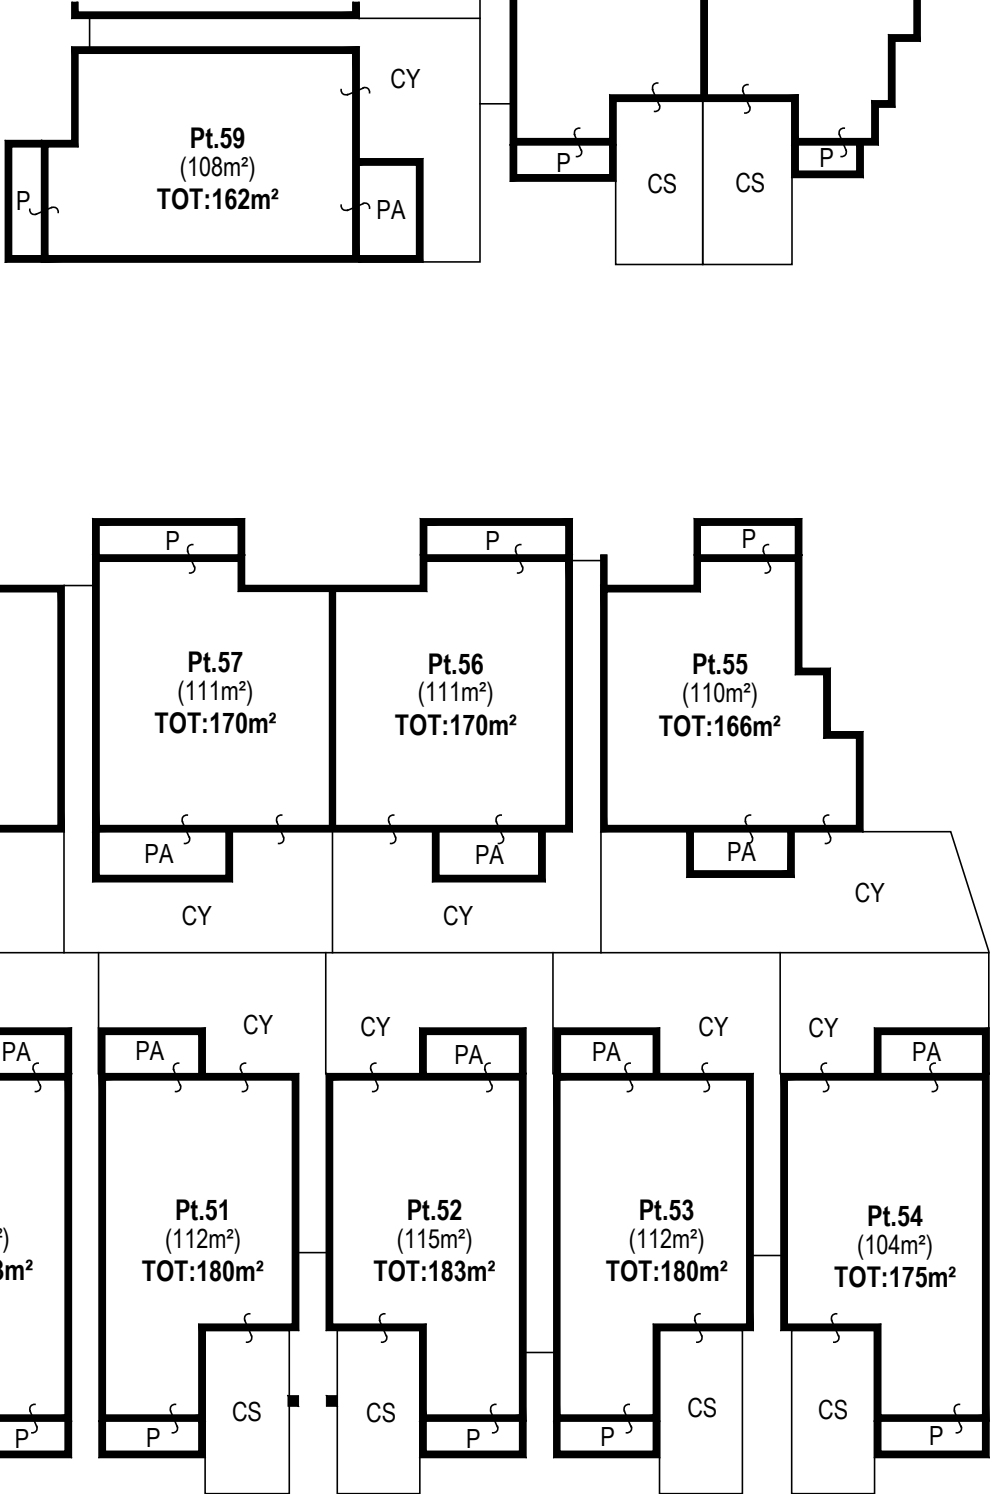 CY
Pt.59
(108m²)
TOT:162m²
P
PA
P
P
CS
CS
P
P
P
Pt.57
(111m²)
TOT:170m²
Pt.56
(111m²)
TOT:170m²
Pt.55
(110m²)
TOT:166m²
PA
PA
PA
CY
CY
CY
CY
CY
CY
CY
PA
PA
PA
PA
PA
Pt.51
(112m²)
TOT:180m²
Pt.52
(115m²)
TOT:183m²
Pt.53
(112m²)
TOT:180m²
Pt.54
(104m²)
TOT:175m²
²)
3m²
CS
CS
CS
CS
P
P
P
P
P